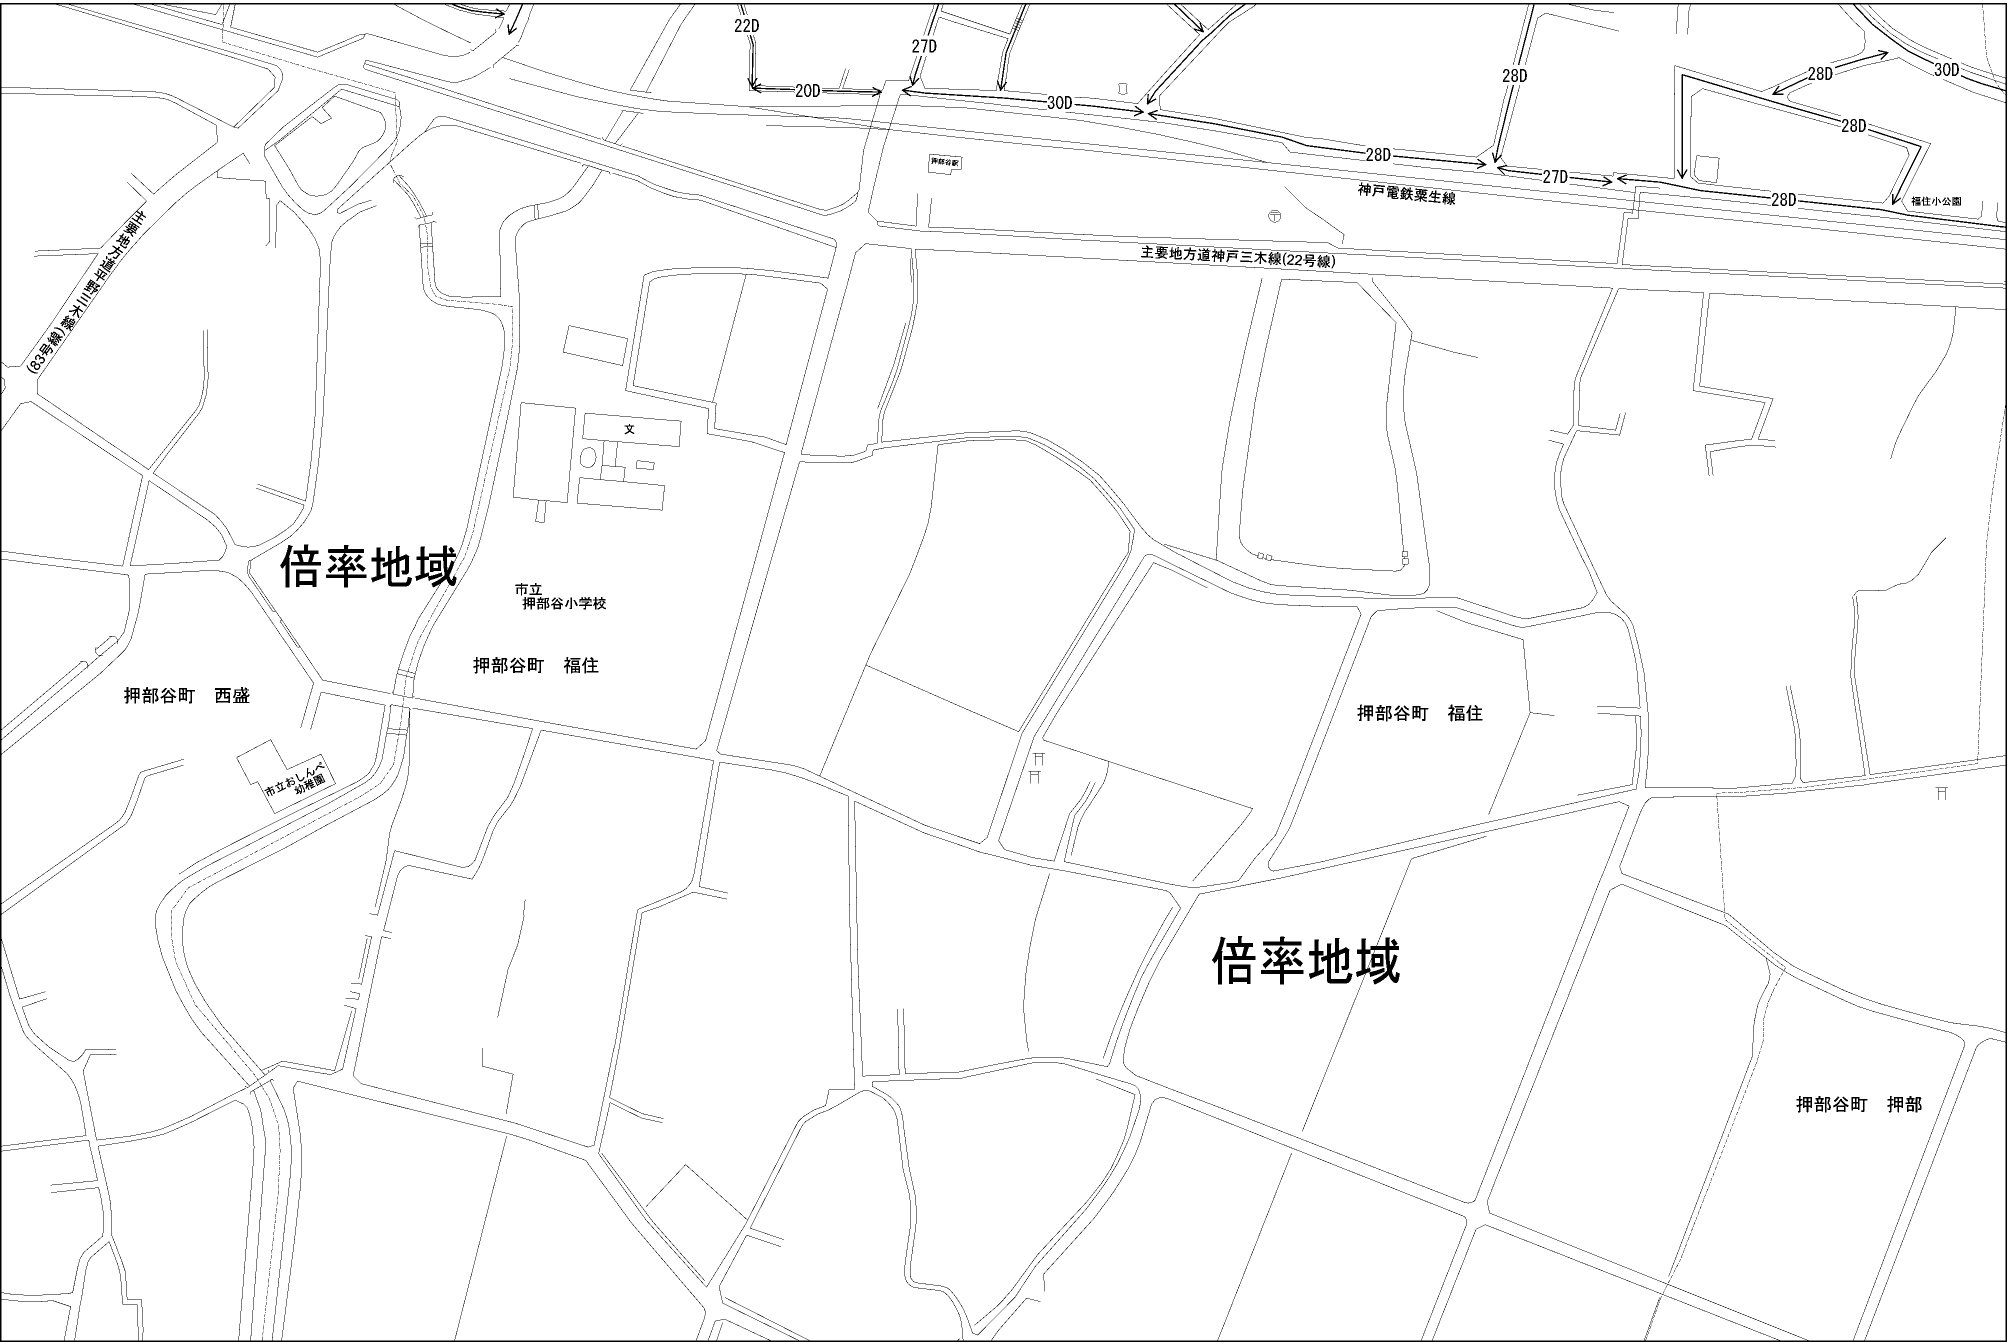 22D
27D
20D
30D
28D
28D
30D
28D
28D
27D
28D
押部谷駅
神戸電鉄粟生線
福住小公園
主要地方道神戸三木線(22号線)
主要地方道平野三木線
(83号線)
文
倍率地域
市立
押部谷小学校
押部谷町 福住
押部谷町 西盛
押部谷町 福住
市立おしんべ
幼稚園
倍率地域
押部谷町 押部